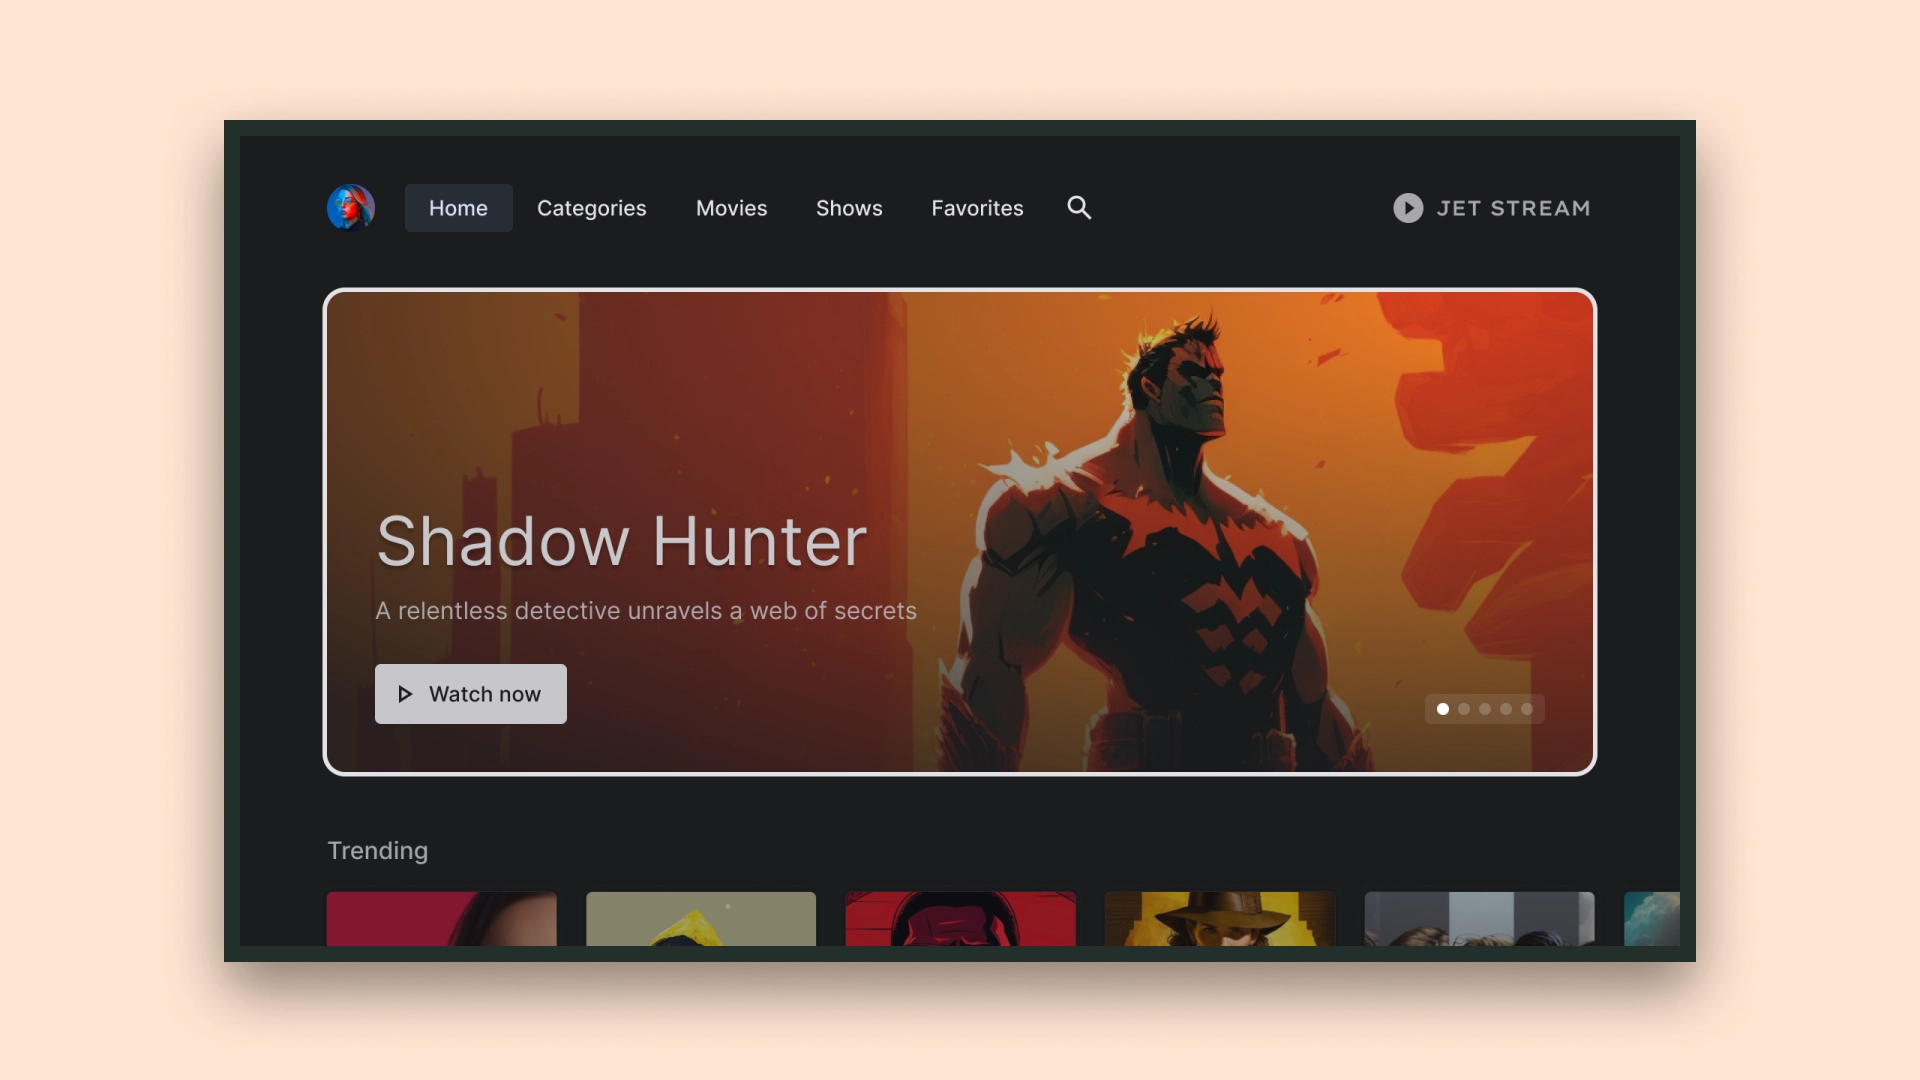 Home Categories Movies Shows Favorites JET STREAM
Shadow Hunter
A relentless detective unravels a web of secrets
Watch now
Trending